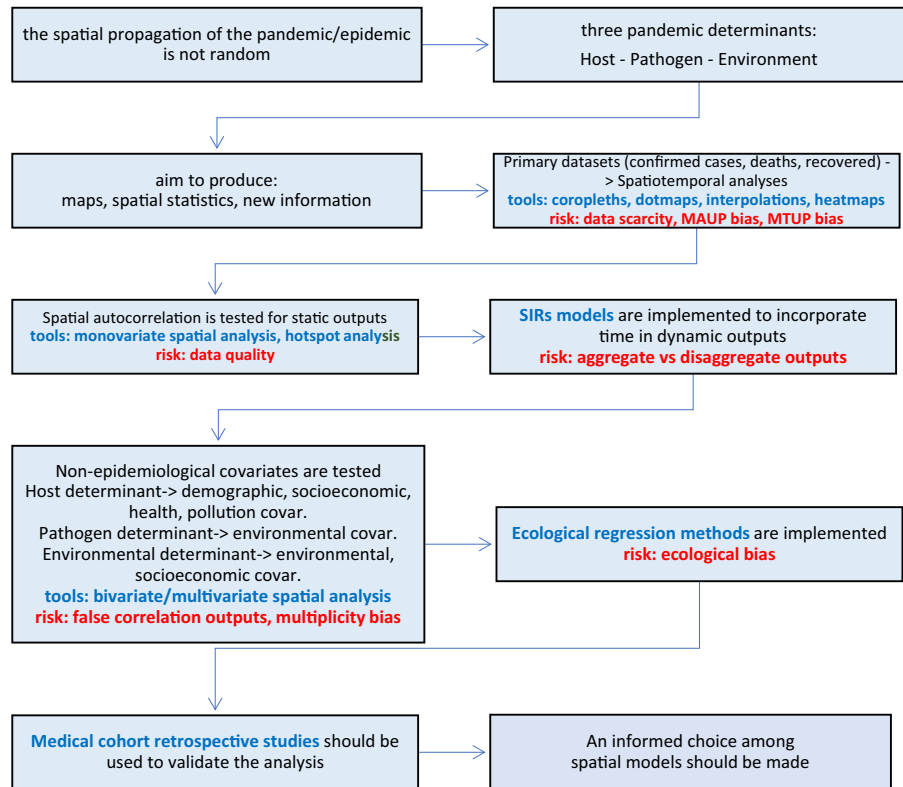 the spatial propagation of the pandemic/epidemic
is not random
three pandemic determinants:
Host - Pathogen - Environment
aim to produce:
maps, spatial statistics, new information
Primary datasets (confirmed cases, deaths, recovered) -
> Spatiotemporal analyses
tools: coropleths, dotmaps, interpolations, heatmaps
risk: data scarcity, MAUP bias, MTUP bias
Spatial autocorrelation is tested for static outputs
tools: monovariate spatial analysis, hotspot analysis
risk: data quality
SIRs models are implemented to incorporate
time in dynamic outputs
risk: aggregate vs disaggregate outputs
Non-epidemiological covariates are tested
Host determinant-> demographic, socioeconomic,
health, pollution covar.
Pathogen determinant-> environmental covar.
Environmental determinant-> environmental,
socioeconomic covar.
tools: bivariate/multivariate spatial analysis
risk: false correlation outputs, multiplicity bias
Ecological regression methods are implemented
risk: ecological bias
Medical cohort retrospective studies should be
used to validate the analysis
An informed choice among
spatial models should be made